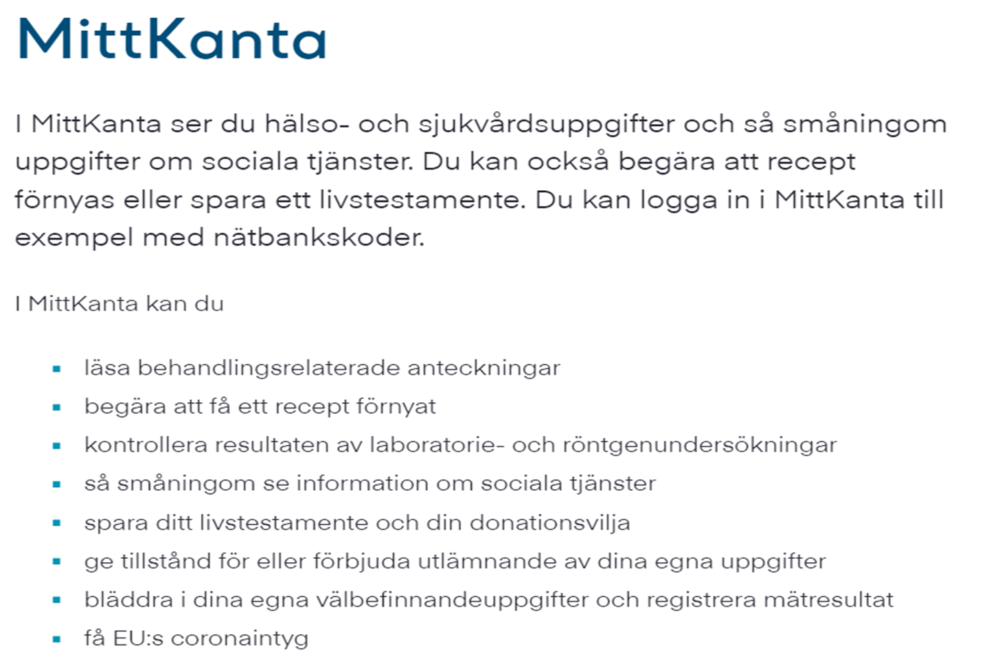 MittKanta
I MittKanta ser du hälso- och sjukvårdsuppgifter och så småningom
uppgifter om sociala tjänster. Du kan också begära att recept
förnyas eller spara ett livstestamente. Du kan logga in i MittKanta till
exempel med nätbankskoder.
I MittKanta kan du
▪ läsa behandlingsrelaterade anteckningar
▪ begära att få ett recept förnyat
▪ kontrollera resultaten av laboratorie- och röntgenundersökningar
▪ så småningom se information om sociala tjänster
▪ spara ditt livstestamente och din donationsvilja
▪ ge tillstånd för eller förbjuda utlämnande av dina egna uppgifter
▪ bläddra i dina egna välbefinnandeuppgifter och registrera mätresultat
▪ få EU:s coronaintyg